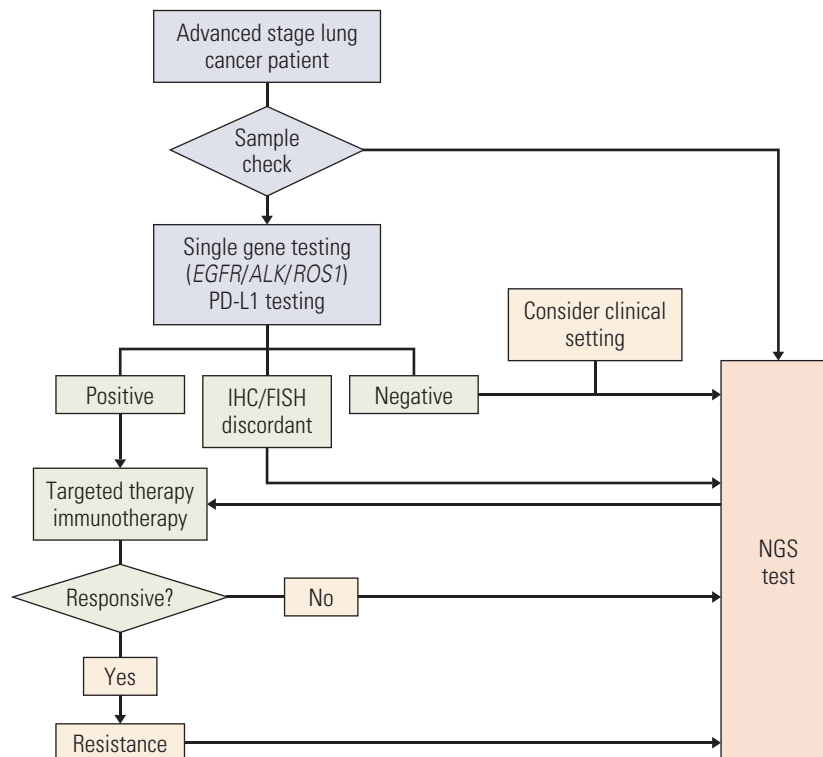 Advanced stage lung
cancer patient
Sample
check
Single gene testing
(EGFR/ALK/ROS1)
PD-L1 testing
Consider clinical
setting
Positive
IHC/FISH
discordant
Negative
Targeted therapy
immunotherapy
NGS
test
Responsive?
No
Yes
Resistance